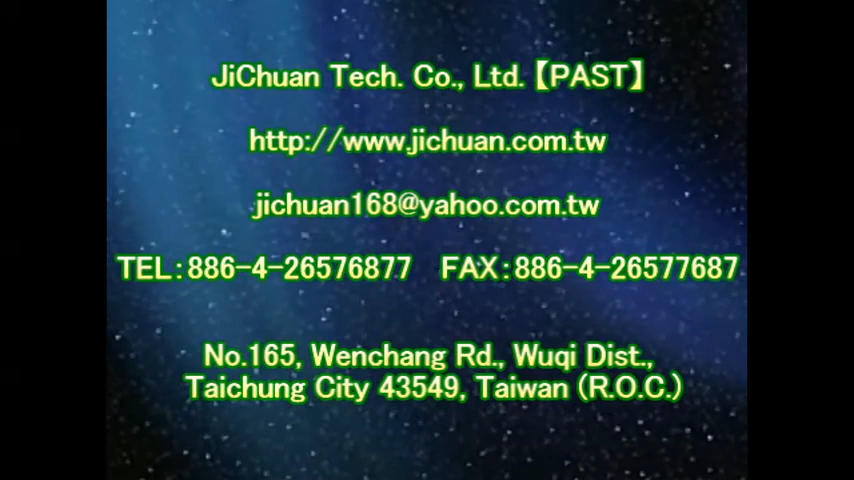 JiChuan Tech. Co., Ltd.【PAST】
http://www.jichuan.com.tw
jichuan168@yahoo.com.tw
TEL:886-4-26576877 FAX:886-4-26577687
No.165, Wenchang Rd., Wuqi Dist.,
Taichung City 43549, Taiwan (R.O.C.)